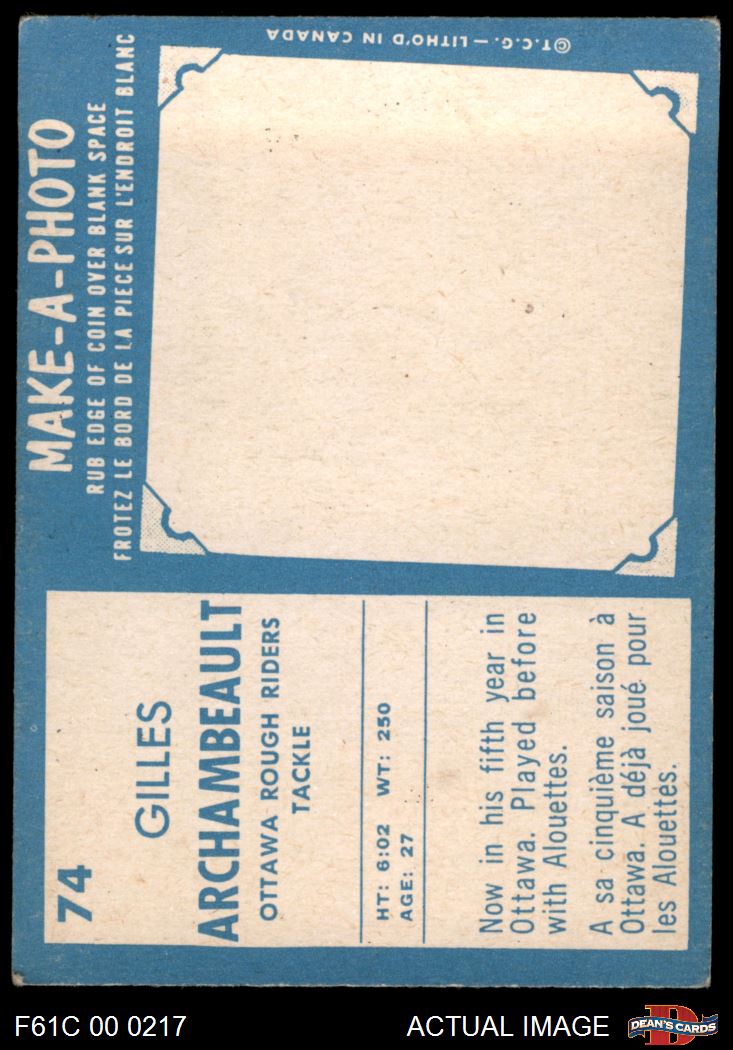 74
GILLES
ARCHAMBEAULT
OTTAWA ROUGH RIDERS
TACKLE
HT: 6:02 WT: 250
AGE: 27
Now in his fifth year in
Ottawa. Played before
with Alouettes.
A sa cinquième saison à
Ottawa. A déjà joué pour
les Alouettes.
MAKE-A-PHOTO
RUB EDGE OF COIN OVER BLANK SPACE
FROTEZ LE BORD DE LA PIECE SUR L'ENDROIT BLANC
©T.C.G. — LITHO'D IN CANADA
F61C 00 0217
ACTUAL IMAGE
D
DEAN'S CARDS